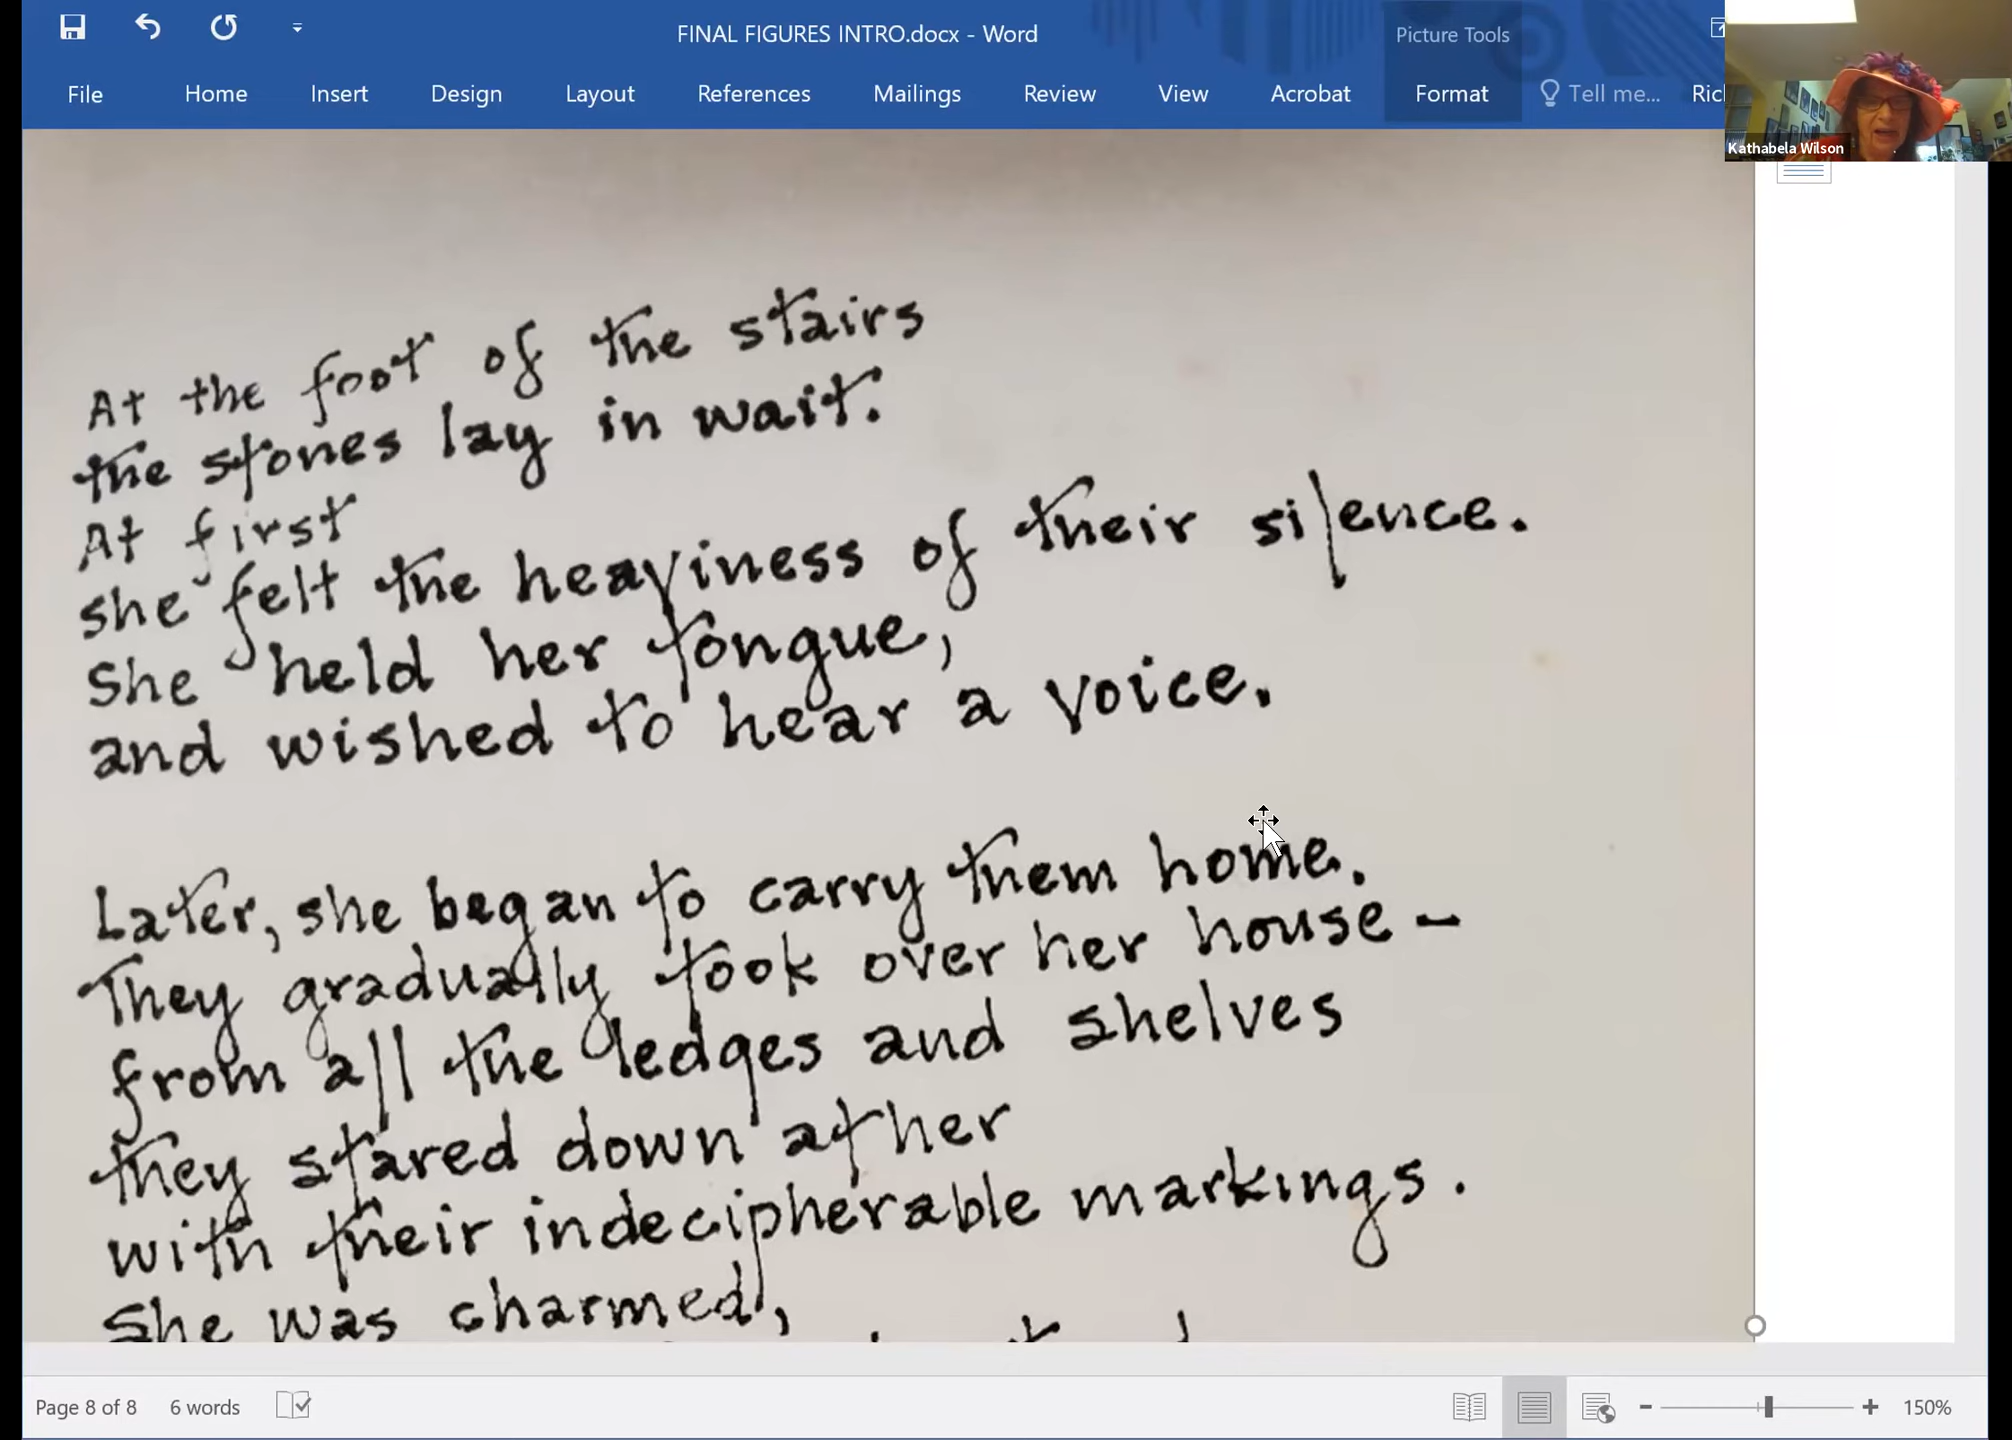 FINAL FIGURES INTRO.docx - Word
Picture Tools
File Home Insert Design Layout References Mailings Review View Acrobat Format Tell me... Ric
Kathabela Wilson
At the foot of the stairs
the stones lay in wait.
At first
she felt the heaviness of their silence.
She held her tongue,
and wished to hear a voice.
Later, she began to carry them home.
They gradually took over her house –
from all the ledges and shelves
they stared down at her
with their indecipherable markings.
She was charmed,
Page 8 of 8 6 words 150%